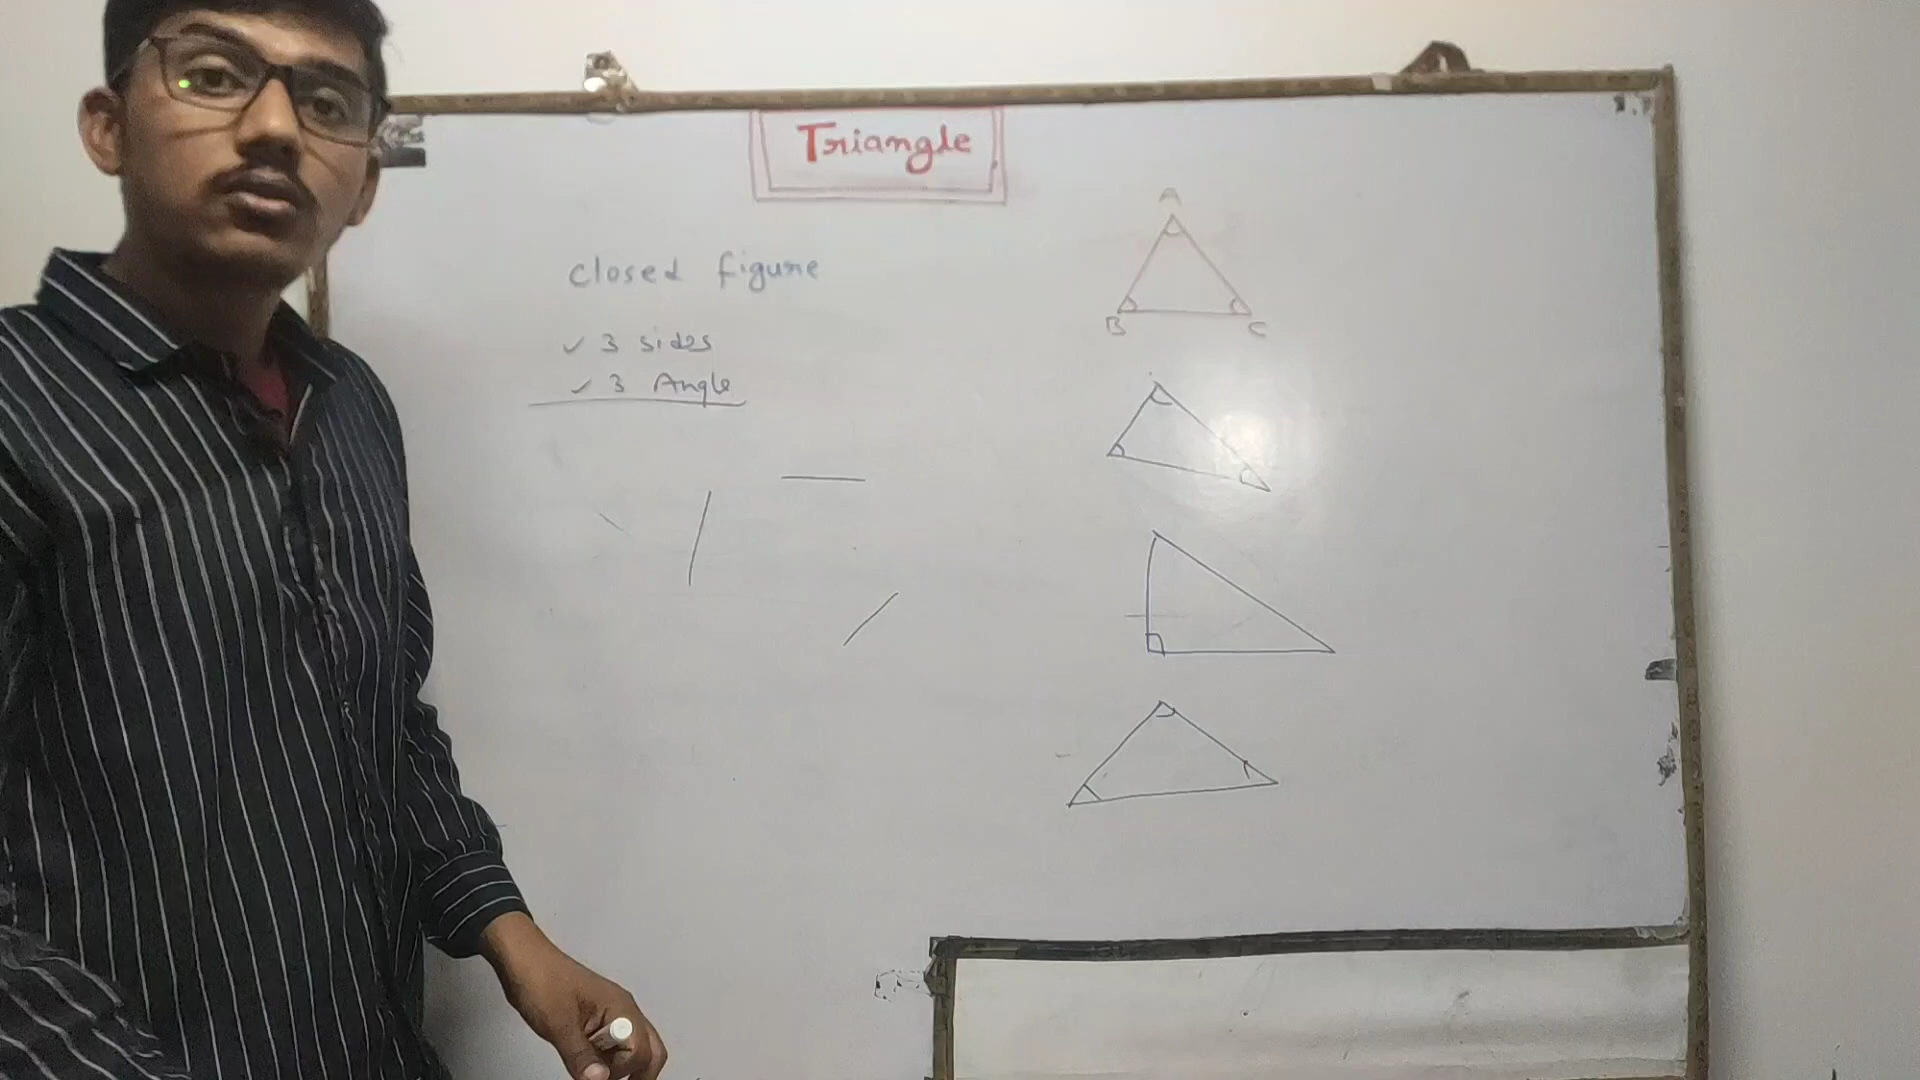 Triangle
closed figure
✓ 3 sides
✓ 3 Angle
A
B C